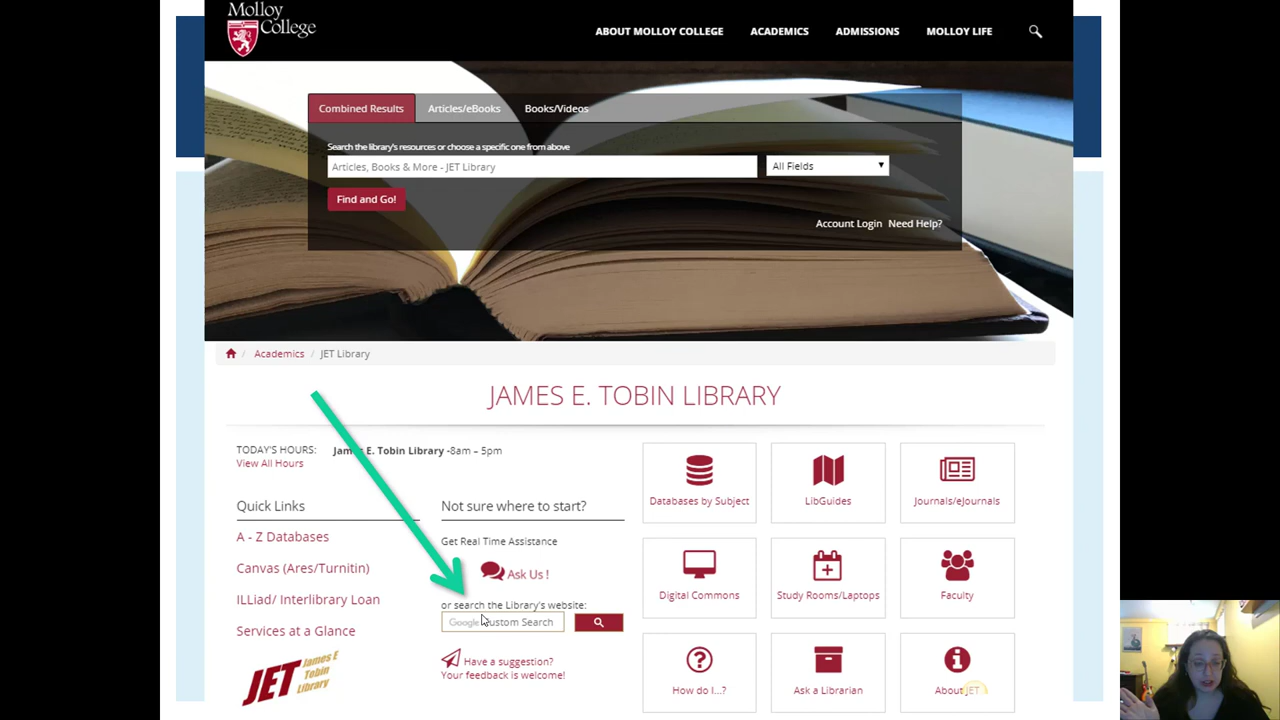 Molloy
College
ABOUT MOLLOY COLLEGE
ACADEMICS
ADMISSIONS
MOLLOY LIFE
Combined Results
Articles/eBooks
Books/Videos
Search the library's resources or choose a specific one from above
Articles, Books & More - JET Library
All Fields
Find and Go!
Account Login Need Help?
/ Academics / JET Library
JAMES E. TOBIN LIBRARY
TODAY'S HOURS:
James E. Tobin Library -8am – 5pm
View All Hours
Quick Links
A - Z Databases
Canvas (Ares/Turnitin)
ILLiad/ Interlibrary Loan
Services at a Glance
JET James E
Tobin
Library
Not sure where to start?
Get Real Time Assistance
Ask Us !
or search the Library's website:
Google Custom Search
Have a suggestion?
Your feedback is welcome!
Databases by Subject
LibGuides
Journals/eJournals
Digital Commons
Study Rooms/Laptops
Faculty
How do I...?
Ask a Librarian
About JET